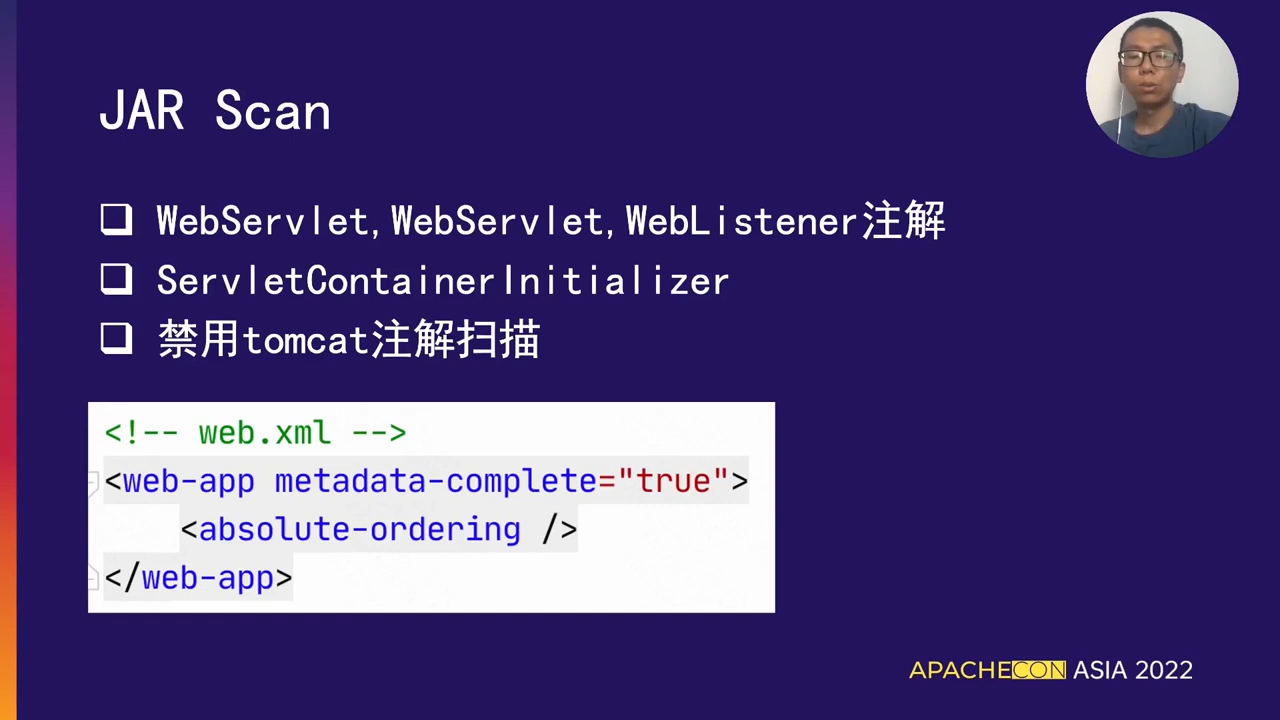 JAR Scan
WebServlet,WebServlet,WebListener注解
ServletContainerInitializer
禁用tomcat注解扫描
<!-- web.xml -->
<web-app metadata-complete="true">
<absolute-ordering />
</web-app>
APACHECON ASIA 2022